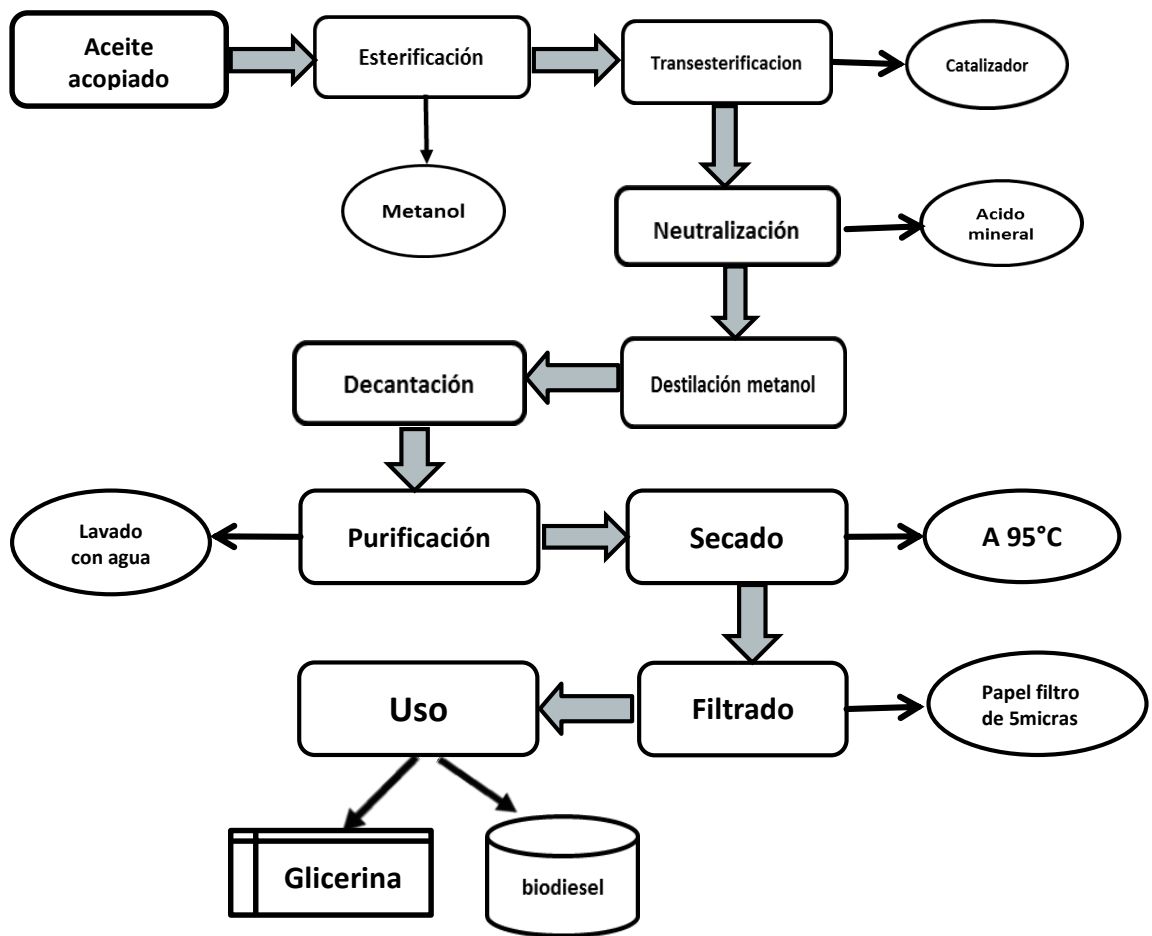 Aceite
acopiado
Esterificación
Transesterificacion
Catalizador
Metanol
Neutralización
Acido
mineral
Decantación
Destilación metanol
Lavado
con agua
Purificación
Secado
A 95°C
Uso
Filtrado
Papel filtro
de 5micras
Glicerina
biodiesel